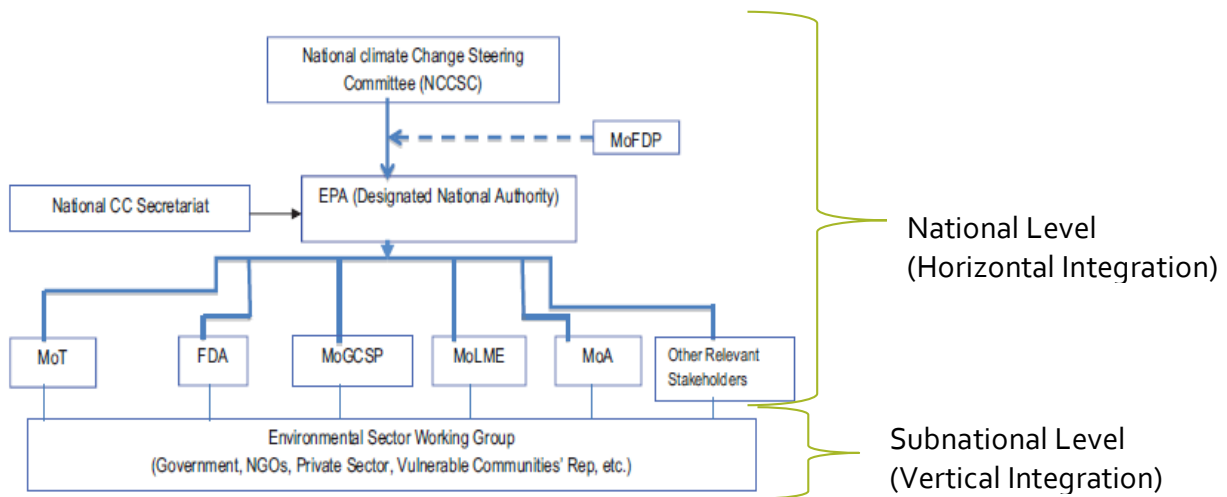 National climate Change Steering
Committee (NCCSC)
MoFDP
EPA (Designated National Authority)
National CC Secretariat
National Level
(Horizontal Integration)
MoT
FDA
MoGCSP
MoLME
MoA
Other Relevant
Stakeholders
Environmental Sector Working Group
(Government, NGOs, Private Sector, Vulnerable Communities' Rep, etc.)
Subnational Level
(Vertical Integration)